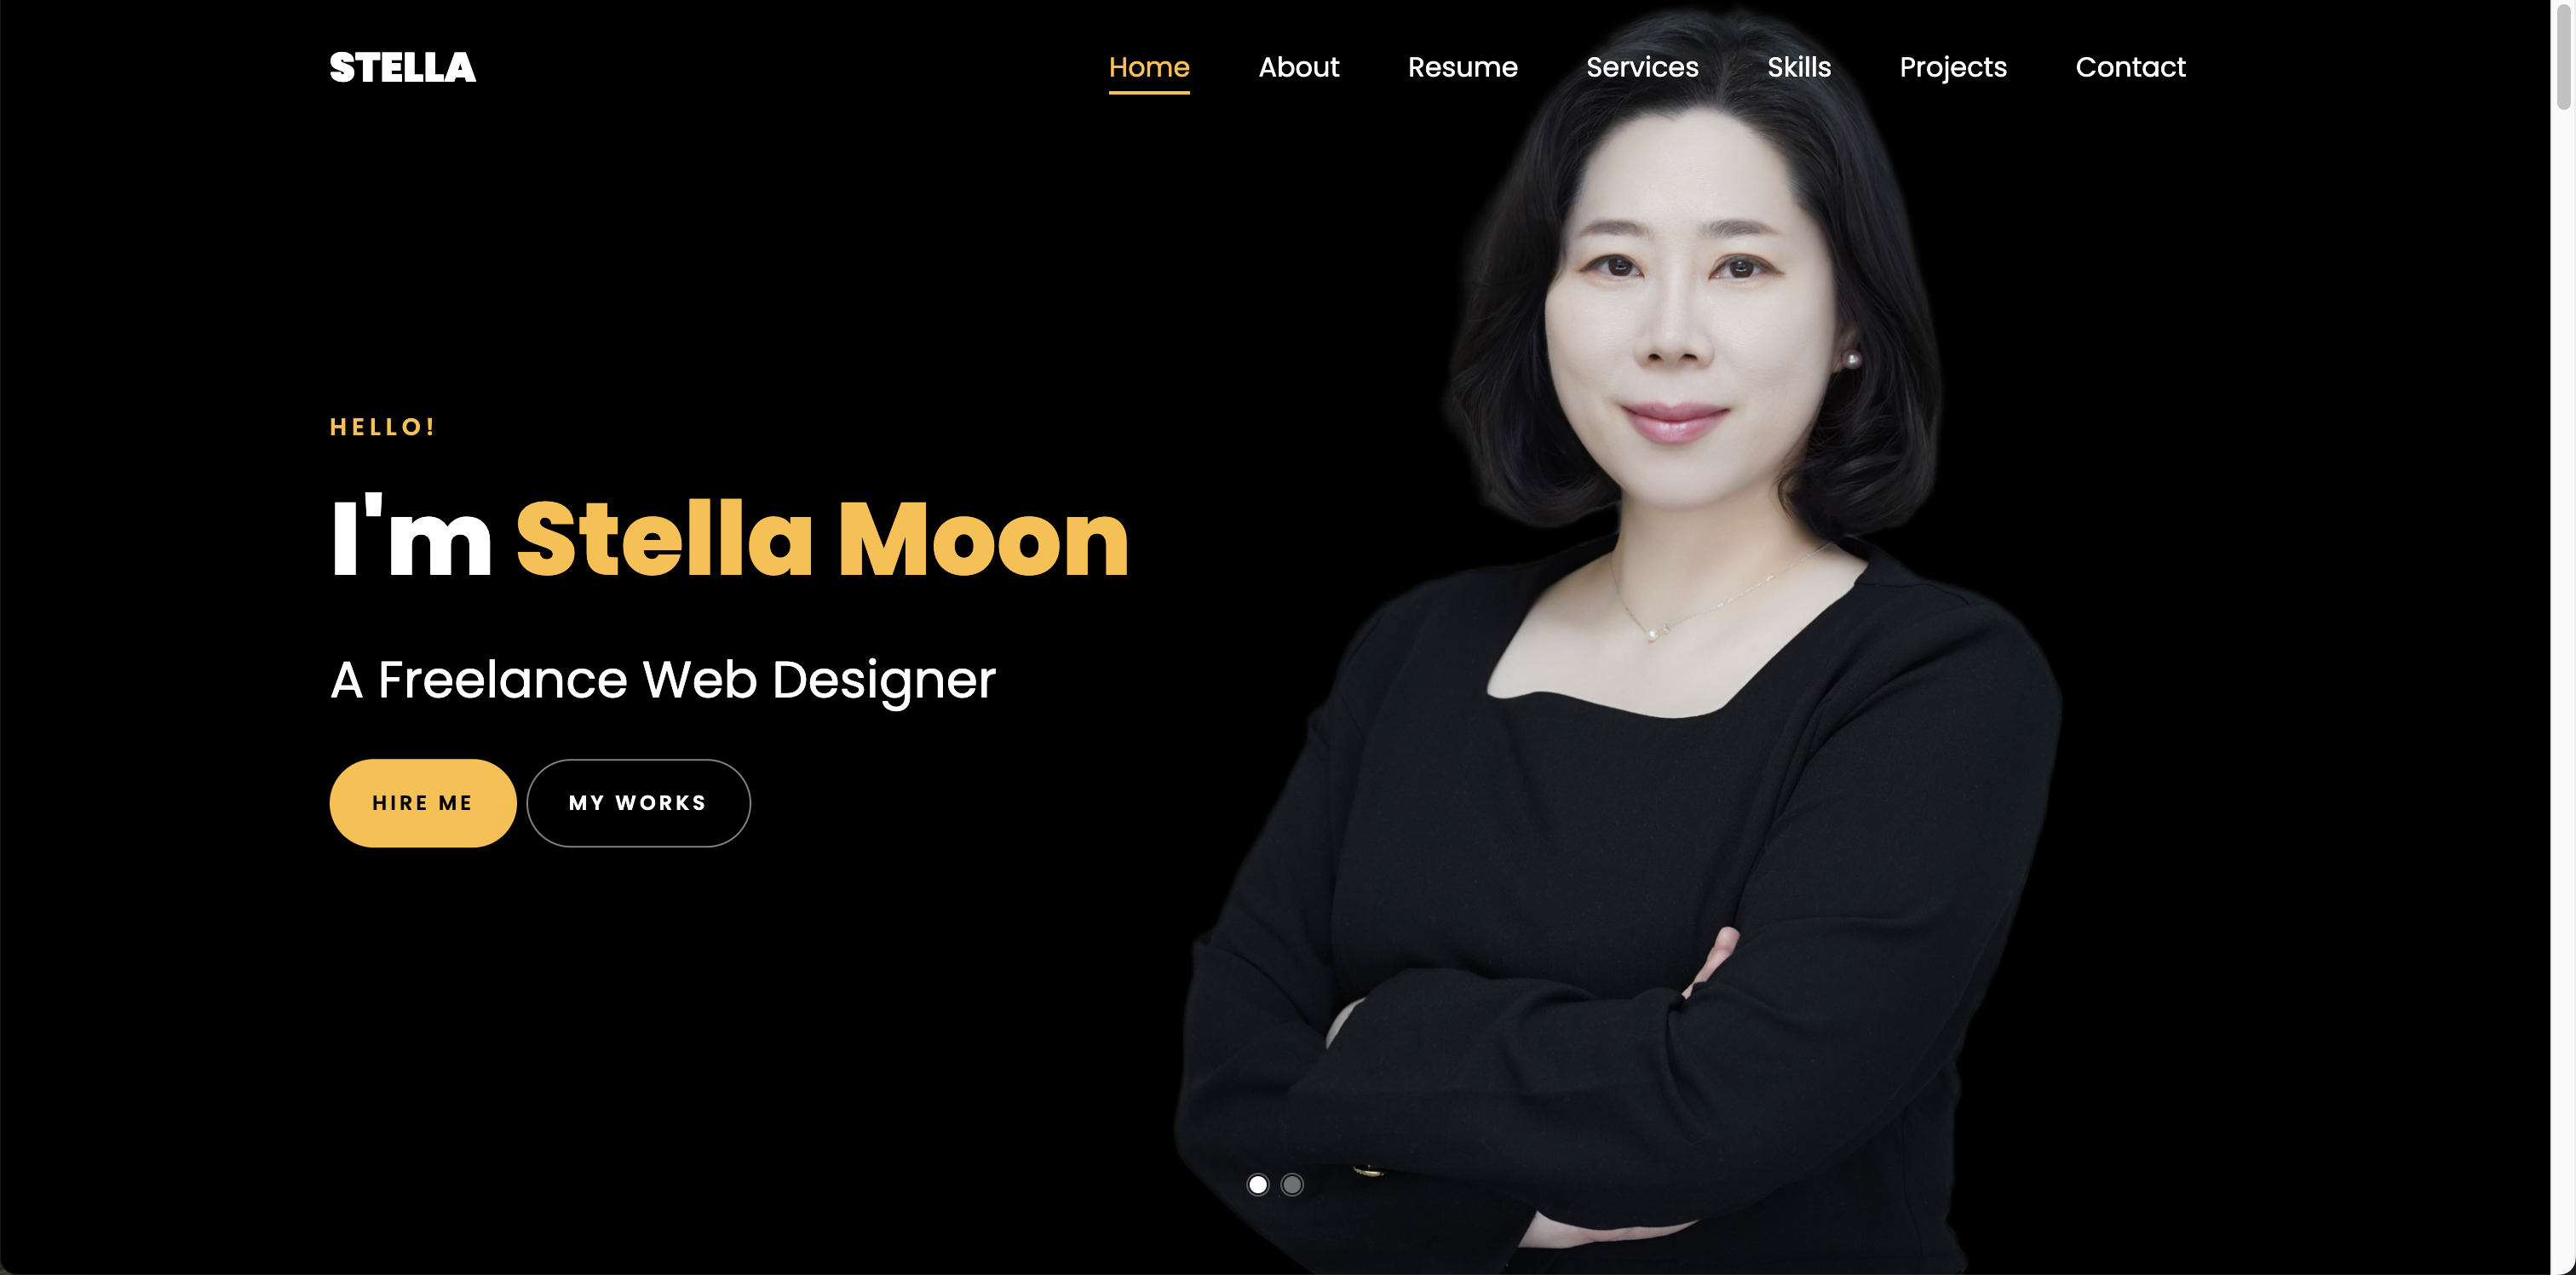 STELLA
Home About Resume Services Skills Projects Contact
HELLO!
I'm Stella Moon
A Freelance Web Designer
HIRE ME MY WORKS